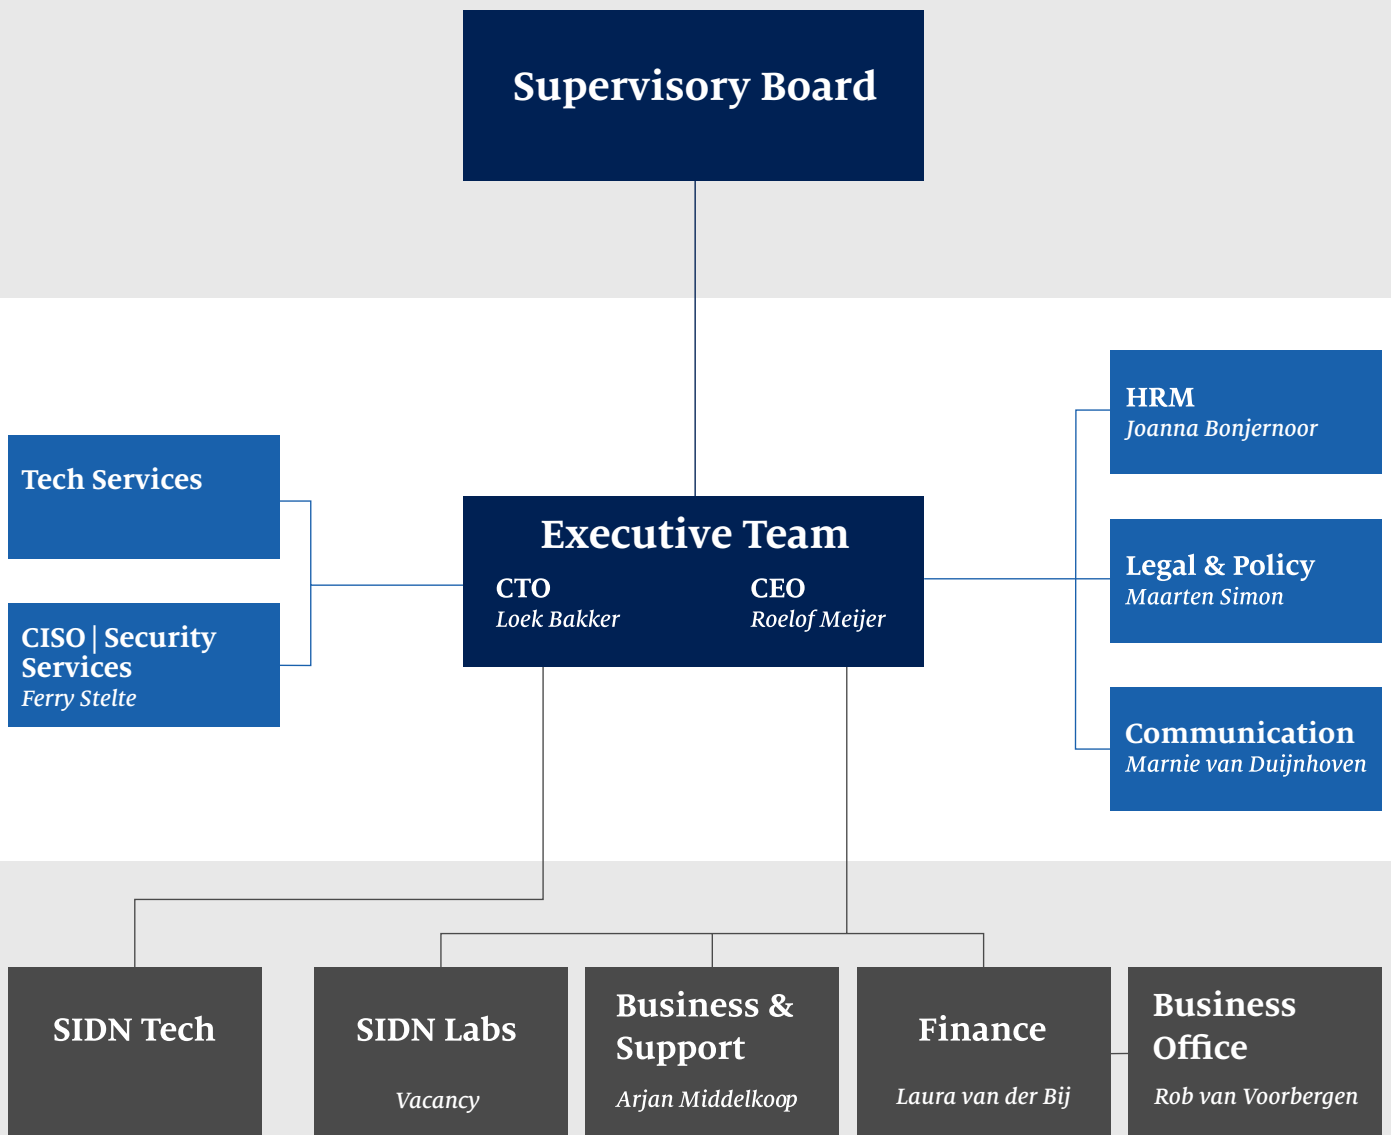 Supervisory Board
HRM
Joanna Bonjernoor
Tech Services
Executive Team
CTO
Loek Bakker
CEO
Roelof Meijer
Legal & Policy
Maarten Simon
CISO | Security
Services
Ferry Stelte
Communication
Marnie van Duijnhoven
SIDN Tech
SIDN Labs
Vacancy
Business &
Support
Arjan Middelkoop
Finance
Laura van der Bij
Business
Office
Rob van Voorbergen